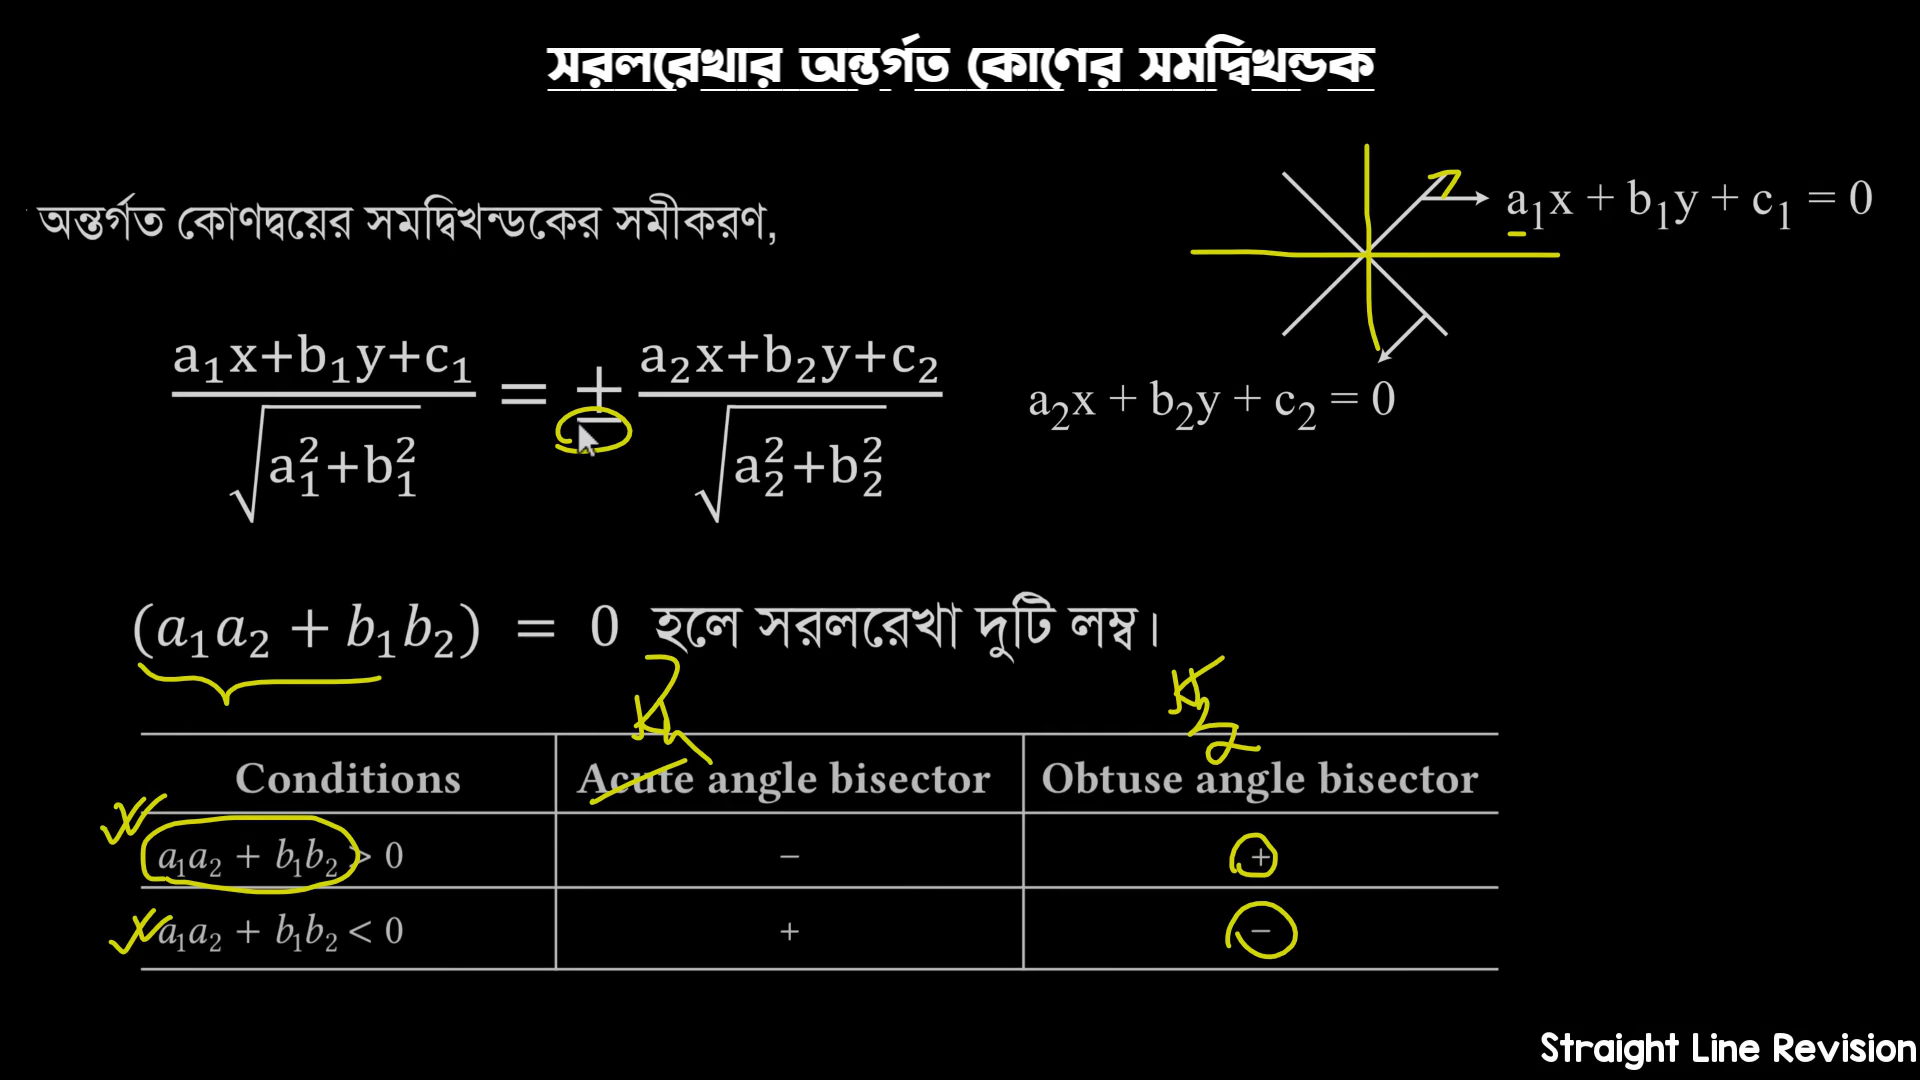 সরলরেখার অন্তর্গত কোণের সমদ্বিখন্ডক
অন্তর্গত কোণদ্বয়ের সমদ্বিখন্ডকের সমীকরণ,
a₁x + b₁y + c₁ = 0
(a₁x+b₁y+c₁)/√(a₁²+b₁²) = ± (a₂x+b₂y+c₂)/√(a₂²+b₂²)
a₂x + b₂y + c₂ = 0
(a₁a₂ + b₁b₂) = 0 হলে সরলরেখা দুটি লম্ব।
Conditions Acute angle bisector Obtuse angle bisector
a₁a₂ + b₁b₂ > 0 − +
a₁a₂ + b₁b₂ < 0 + −
Straight Line Revision